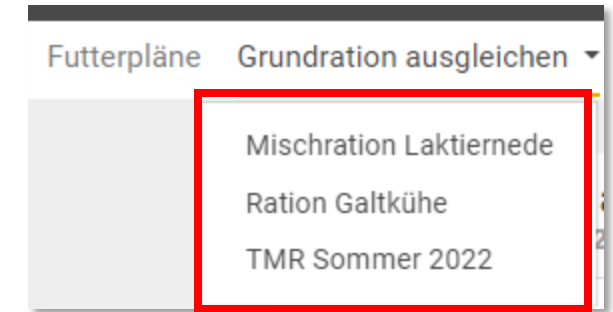 Futterpläne Grundration ausgleichen
Mischration Laktiernede
Ration Galtkühe
TMR Sommer 2022